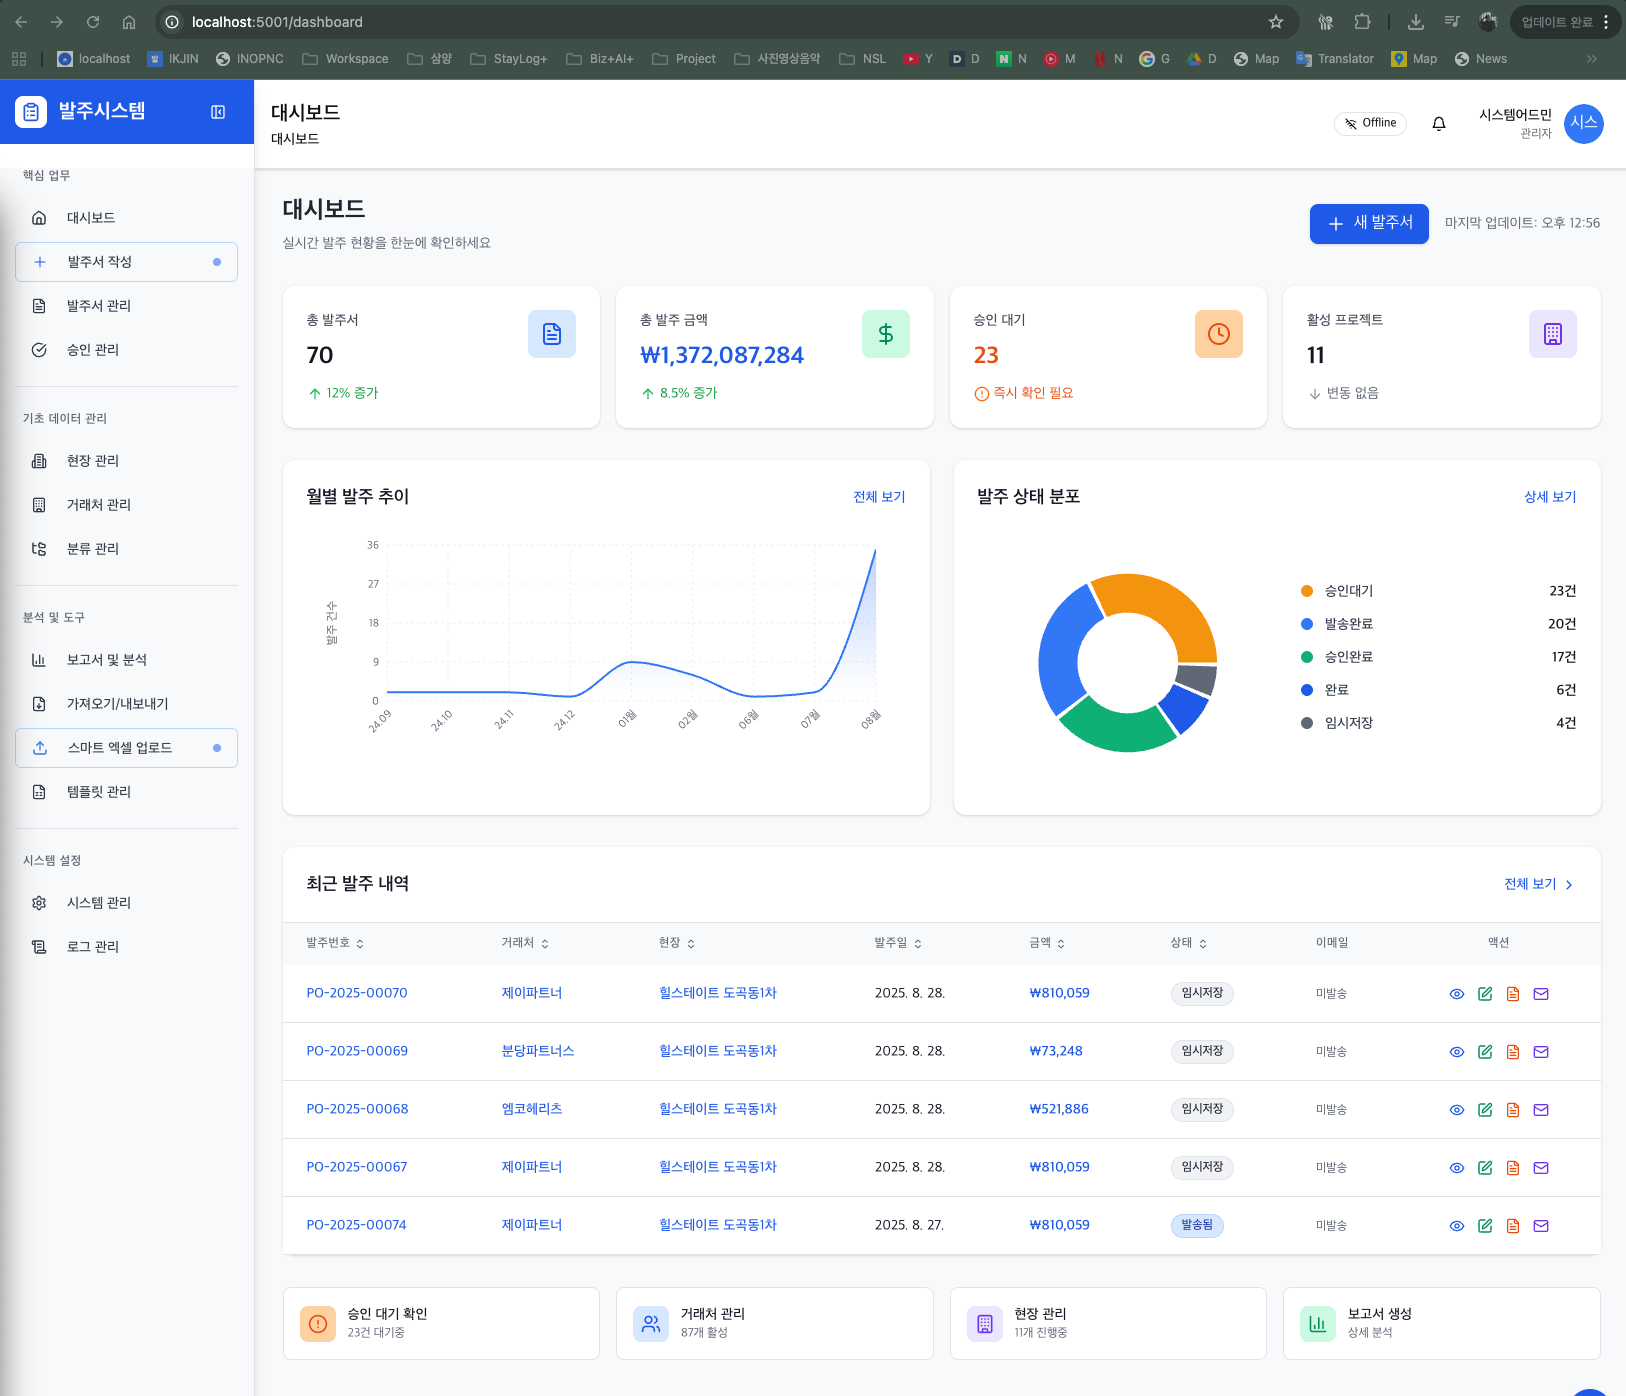 localhost:5001/dashboard
업데이트 완료
localhost IKJIN INOPNC Workspace 삼양 StayLog+ Biz+AI+ Project 사진영상음악 NSL Y D N M N G D Map Translator Map News
발주시스템
핵심 업무
대시보드
발주서 작성
발주서 관리
승인 관리
기초 데이터 관리
현장 관리
거래처 관리
분류 관리
분석 및 도구
보고서 및 분석
가져오기/내보내기
스마트 엑셀 업로드
템플릿 관리
시스템 설정
시스템 관리
로그 관리
대시보드
대시보드
Offline
시스템어드민
관리자
시스
대시보드
실시간 발주 현황을 한눈에 확인하세요
새 발주서
마지막 업데이트: 오후 12:56
총 발주서
70
12% 증가
총 발주 금액
₩1,372,087,284
8.5% 증가
승인 대기
23
즉시 확인 필요
활성 프로젝트
11
변동 없음
월별 발주 추이
전체 보기
발주 건수
36
27
18
9
0
24.09 24.10 24.11 24.12 01월 02월 06월 07월 08월
발주 상태 분포
상세 보기
승인대기 23건
발송완료 20건
승인완료 17건
완료 6건
임시저장 4건
최근 발주 내역
전체 보기
발주번호 거래처 현장 발주일 금액 상태 이메일 액션
PO-2025-00070 제이파트너 힐스테이트 도곡동1차 2025. 8. 28. ₩810,059 임시저장 미발송
PO-2025-00069 분당파트너스 힐스테이트 도곡동1차 2025. 8. 28. ₩73,248 임시저장 미발송
PO-2025-00068 엠코헤리츠 힐스테이트 도곡동1차 2025. 8. 28. ₩521,886 임시저장 미발송
PO-2025-00067 제이파트너 힐스테이트 도곡동1차 2025. 8. 28. ₩810,059 임시저장 미발송
PO-2025-00074 제이파트너 힐스테이트 도곡동1차 2025. 8. 27. ₩810,059 발송됨 미발송
승인 대기 확인
23건 대기중
거래처 관리
87개 활성
현장 관리
11개 진행중
보고서 생성
상세 분석